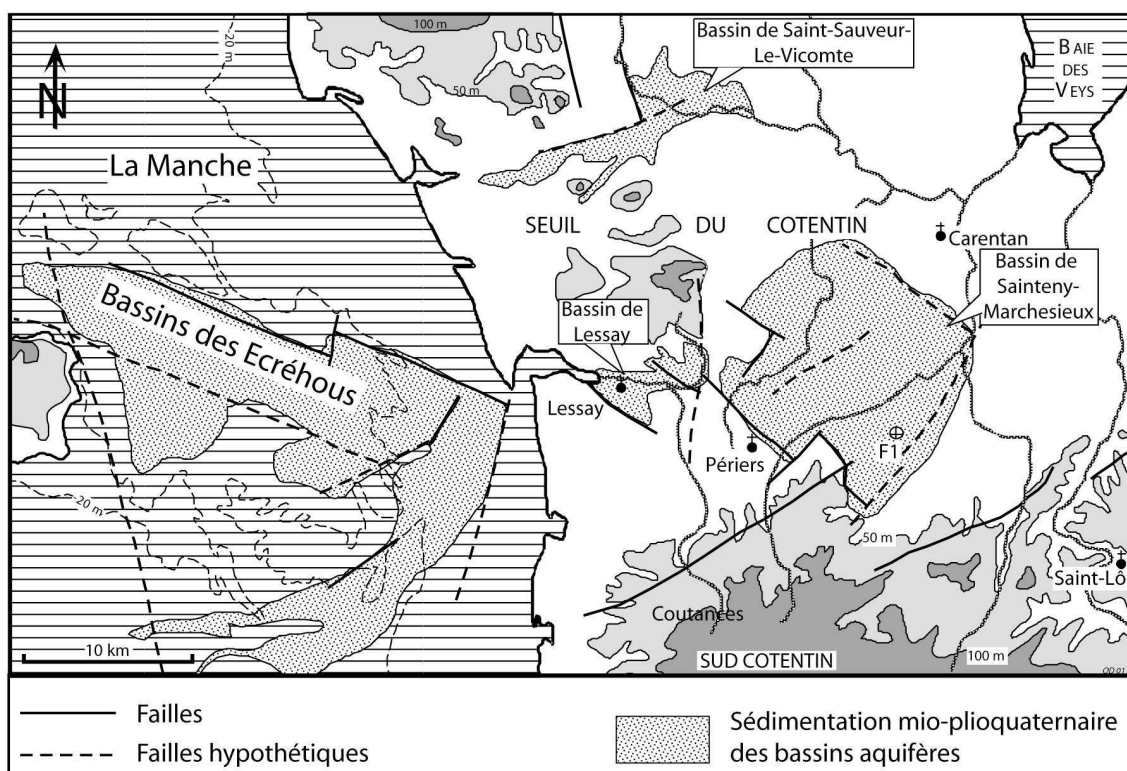 100 m
Bassin de Saint-Sauveur-
Le-Vicomte
BAIE
DES
VEYS
-20 m
50 m
N
La Manche
SEUIL DU COTENTIN
Carentan
Bassin de
Sainteny-
Marchesieux
Bassins des Ecréhous
Bassin de
Lessay
Lessay
Périers
F1
-20 m
50 m
Saint-Lô
Coutances
10 km
SUD COTENTIN
100 m
OD 01
Failles
Failles hypothétiques
Sédimentation mio-plioquaternaire
des bassins aquifères